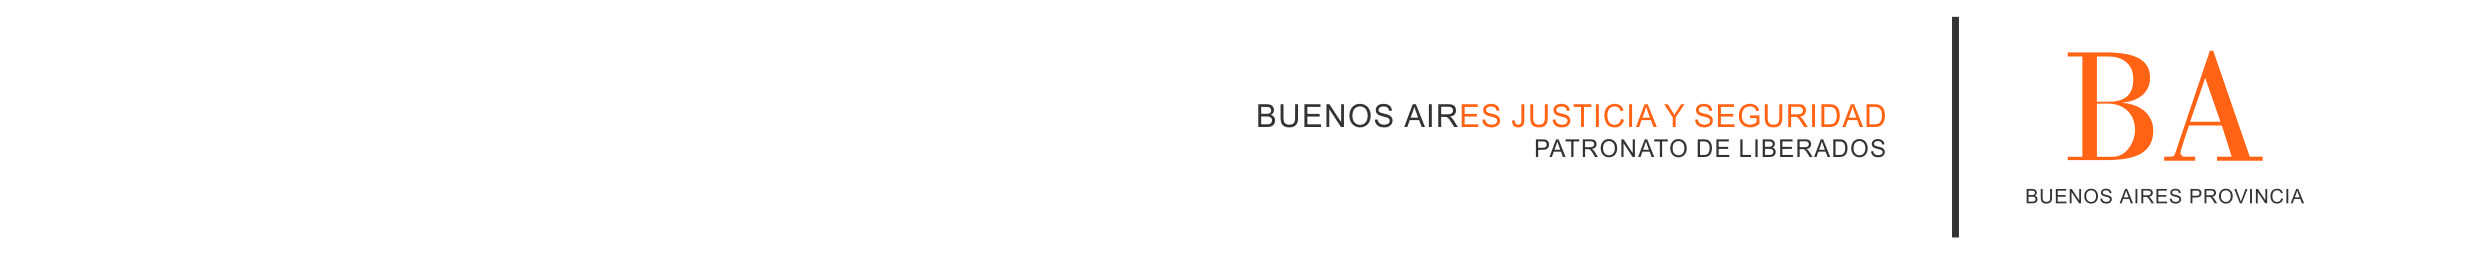 BUENOS AIRES JUSTICIA Y SEGURIDAD
PATRONATO DE LIBERADOS
BA
BUENOS AIRES PROVINCIA